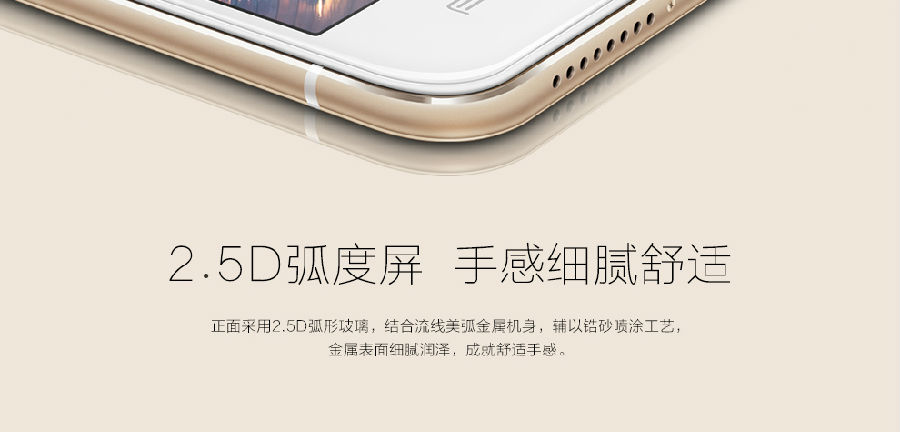 2.5D弧度屏 手感细腻舒适
正面采用2.5D弧形玻璃，结合流线美弧金属机身，辅以锆砂喷涂工艺，
金属表面细腻润泽，成就舒适手感。